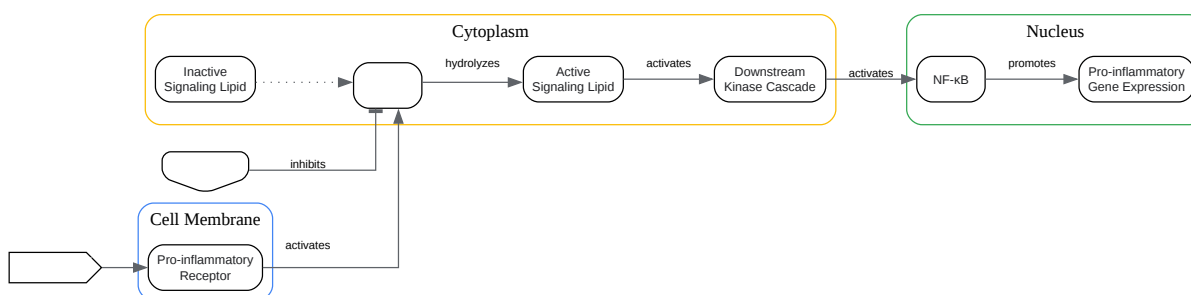 Cytoplasm
Nucleus
Inactive
Signaling Lipid
hydrolyzes
Active
Signaling Lipid
activates
Downstream
Kinase Cascade
activates
NF-κB
promotes
Pro-inflammatory
Gene Expression
inhibits
Cell Membrane
Pro-inflammatory
Receptor
activates